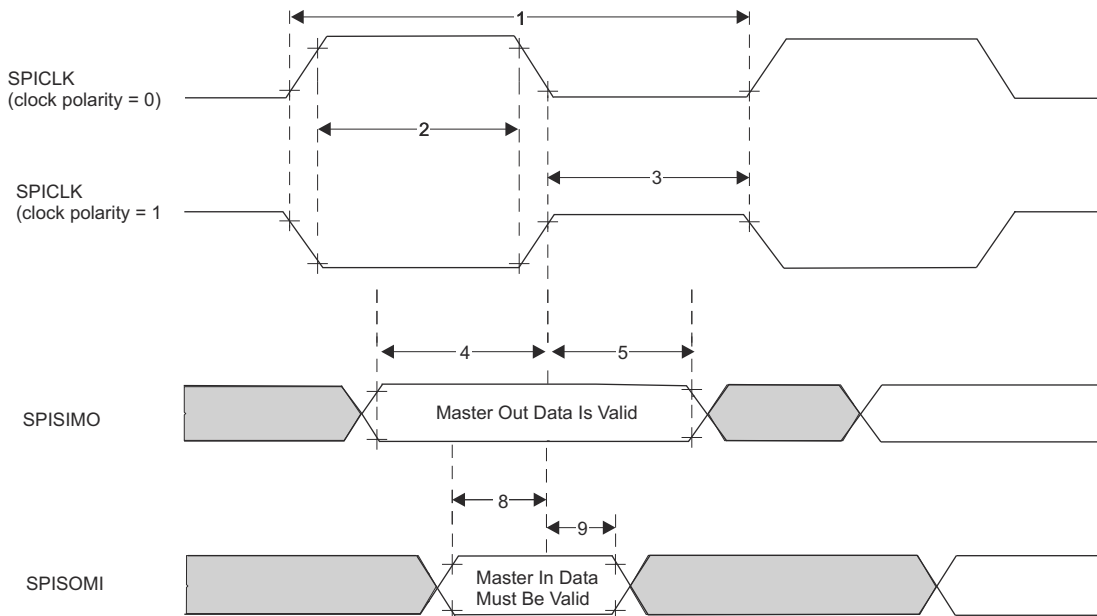 1
SPICLK
(clock polarity = 0)
2
3
SPICLK
(clock polarity = 1
4
5
SPISIMO
Master Out Data Is Valid
8
9
SPISOMI
Master In Data
Must Be Valid